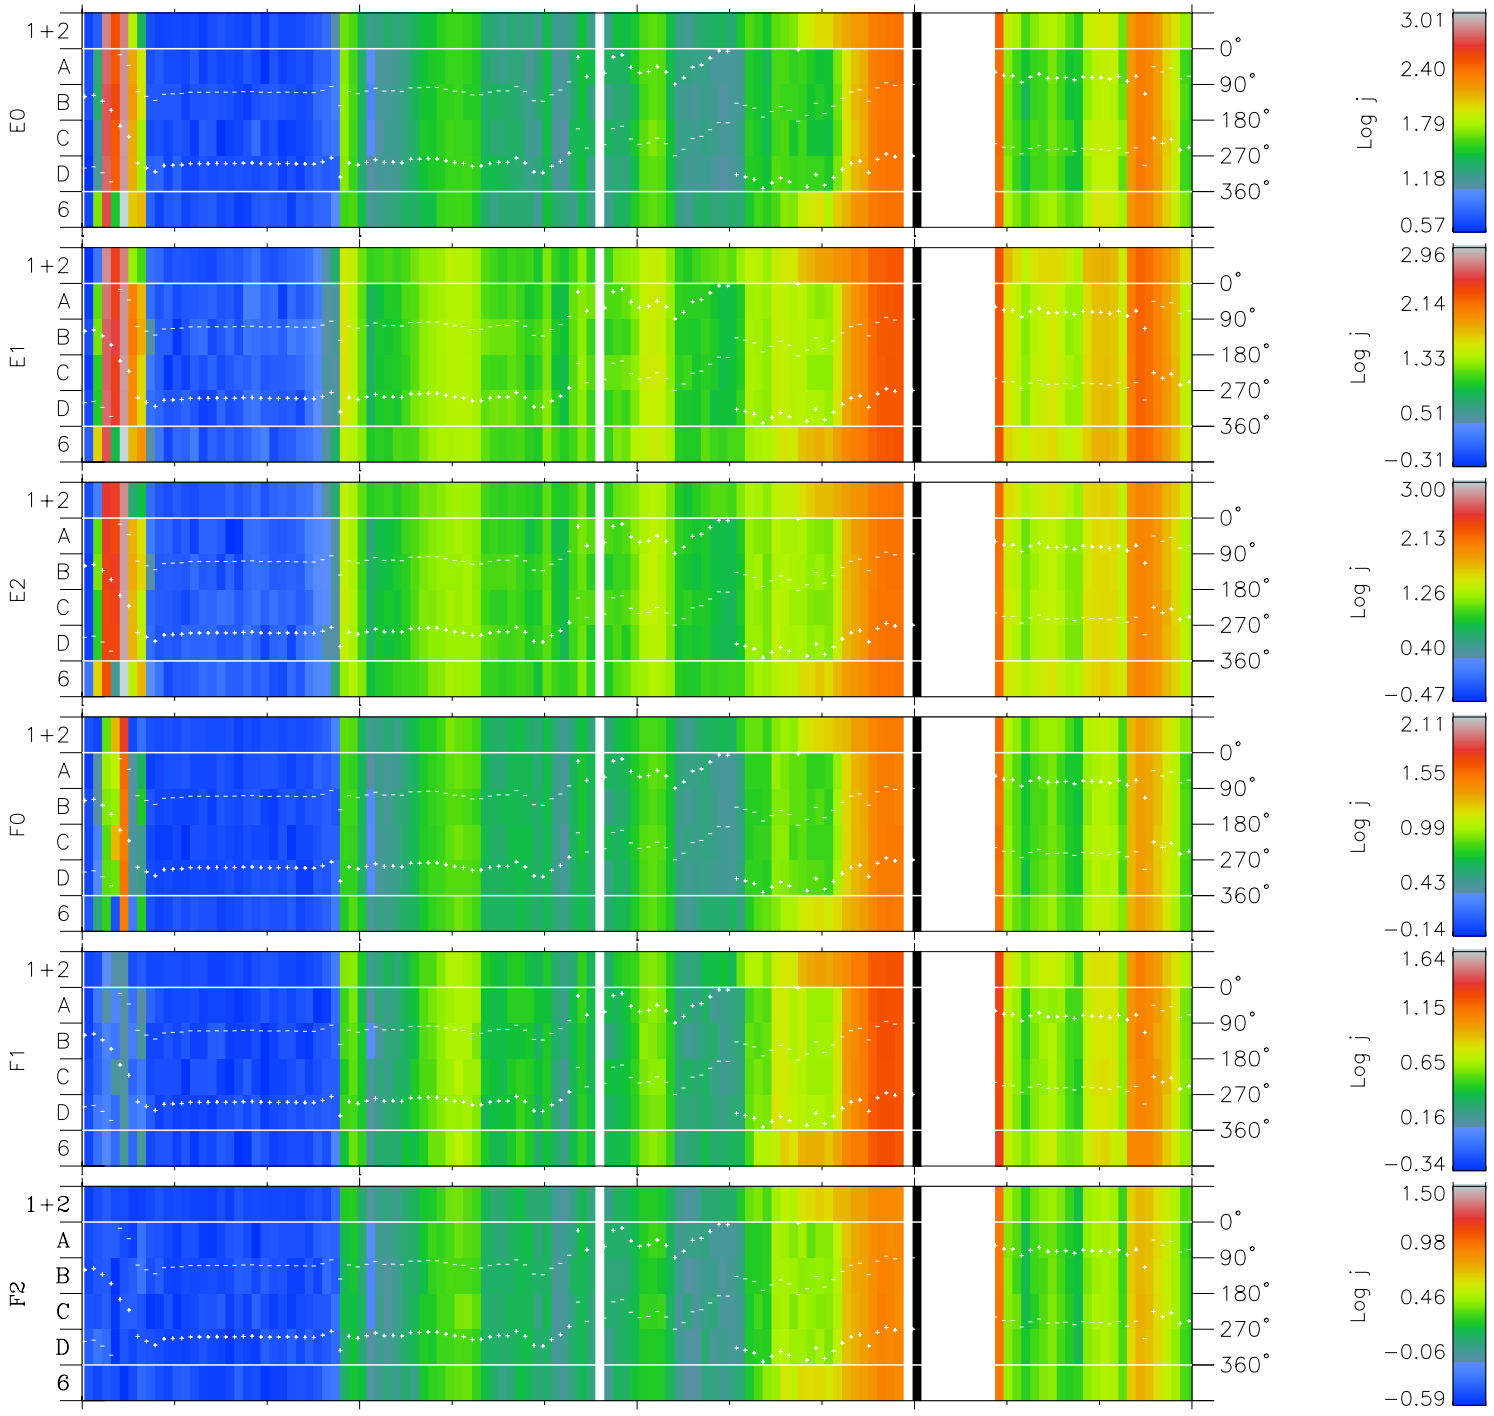 E0
1+2
A
B
C
D
6
0°
90°
180°
270°
360°
Log j
3.01
2.40
1.79
1.18
0.57
E1
1+2
A
B
C
D
6
0°
90°
180°
270°
360°
Log j
2.96
2.14
1.33
0.51
−0.31
E2
1+2
A
B
C
D
6
0°
90°
180°
270°
360°
Log j
3.00
2.13
1.26
0.40
−0.47
F0
1+2
A
B
C
D
6
0°
90°
180°
270°
360°
Log j
2.11
1.55
0.99
0.43
−0.14
F1
1+2
A
B
C
D
6
0°
90°
180°
270°
360°
Log j
1.64
1.15
0.65
0.16
−0.34
F2
1+2
A
B
C
D
6
0°
90°
180°
270°
360°
Log j
1.50
0.98
0.46
−0.06
−0.59